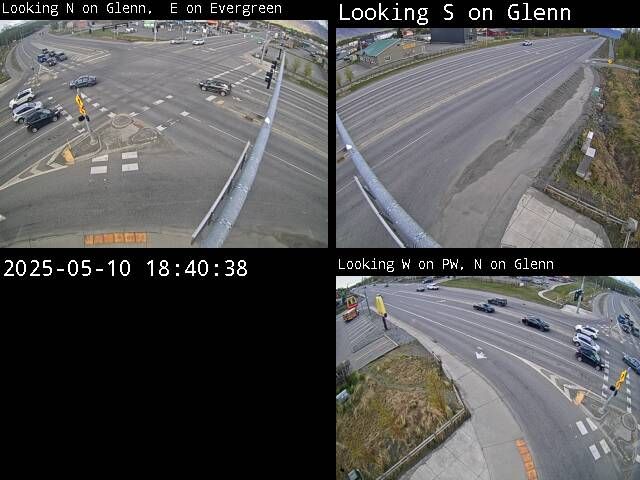 Looking N on Glenn, E on Evergreen
Looking S on Glenn
2025-05-10 18:40:38
Looking W on PW, N on Glenn